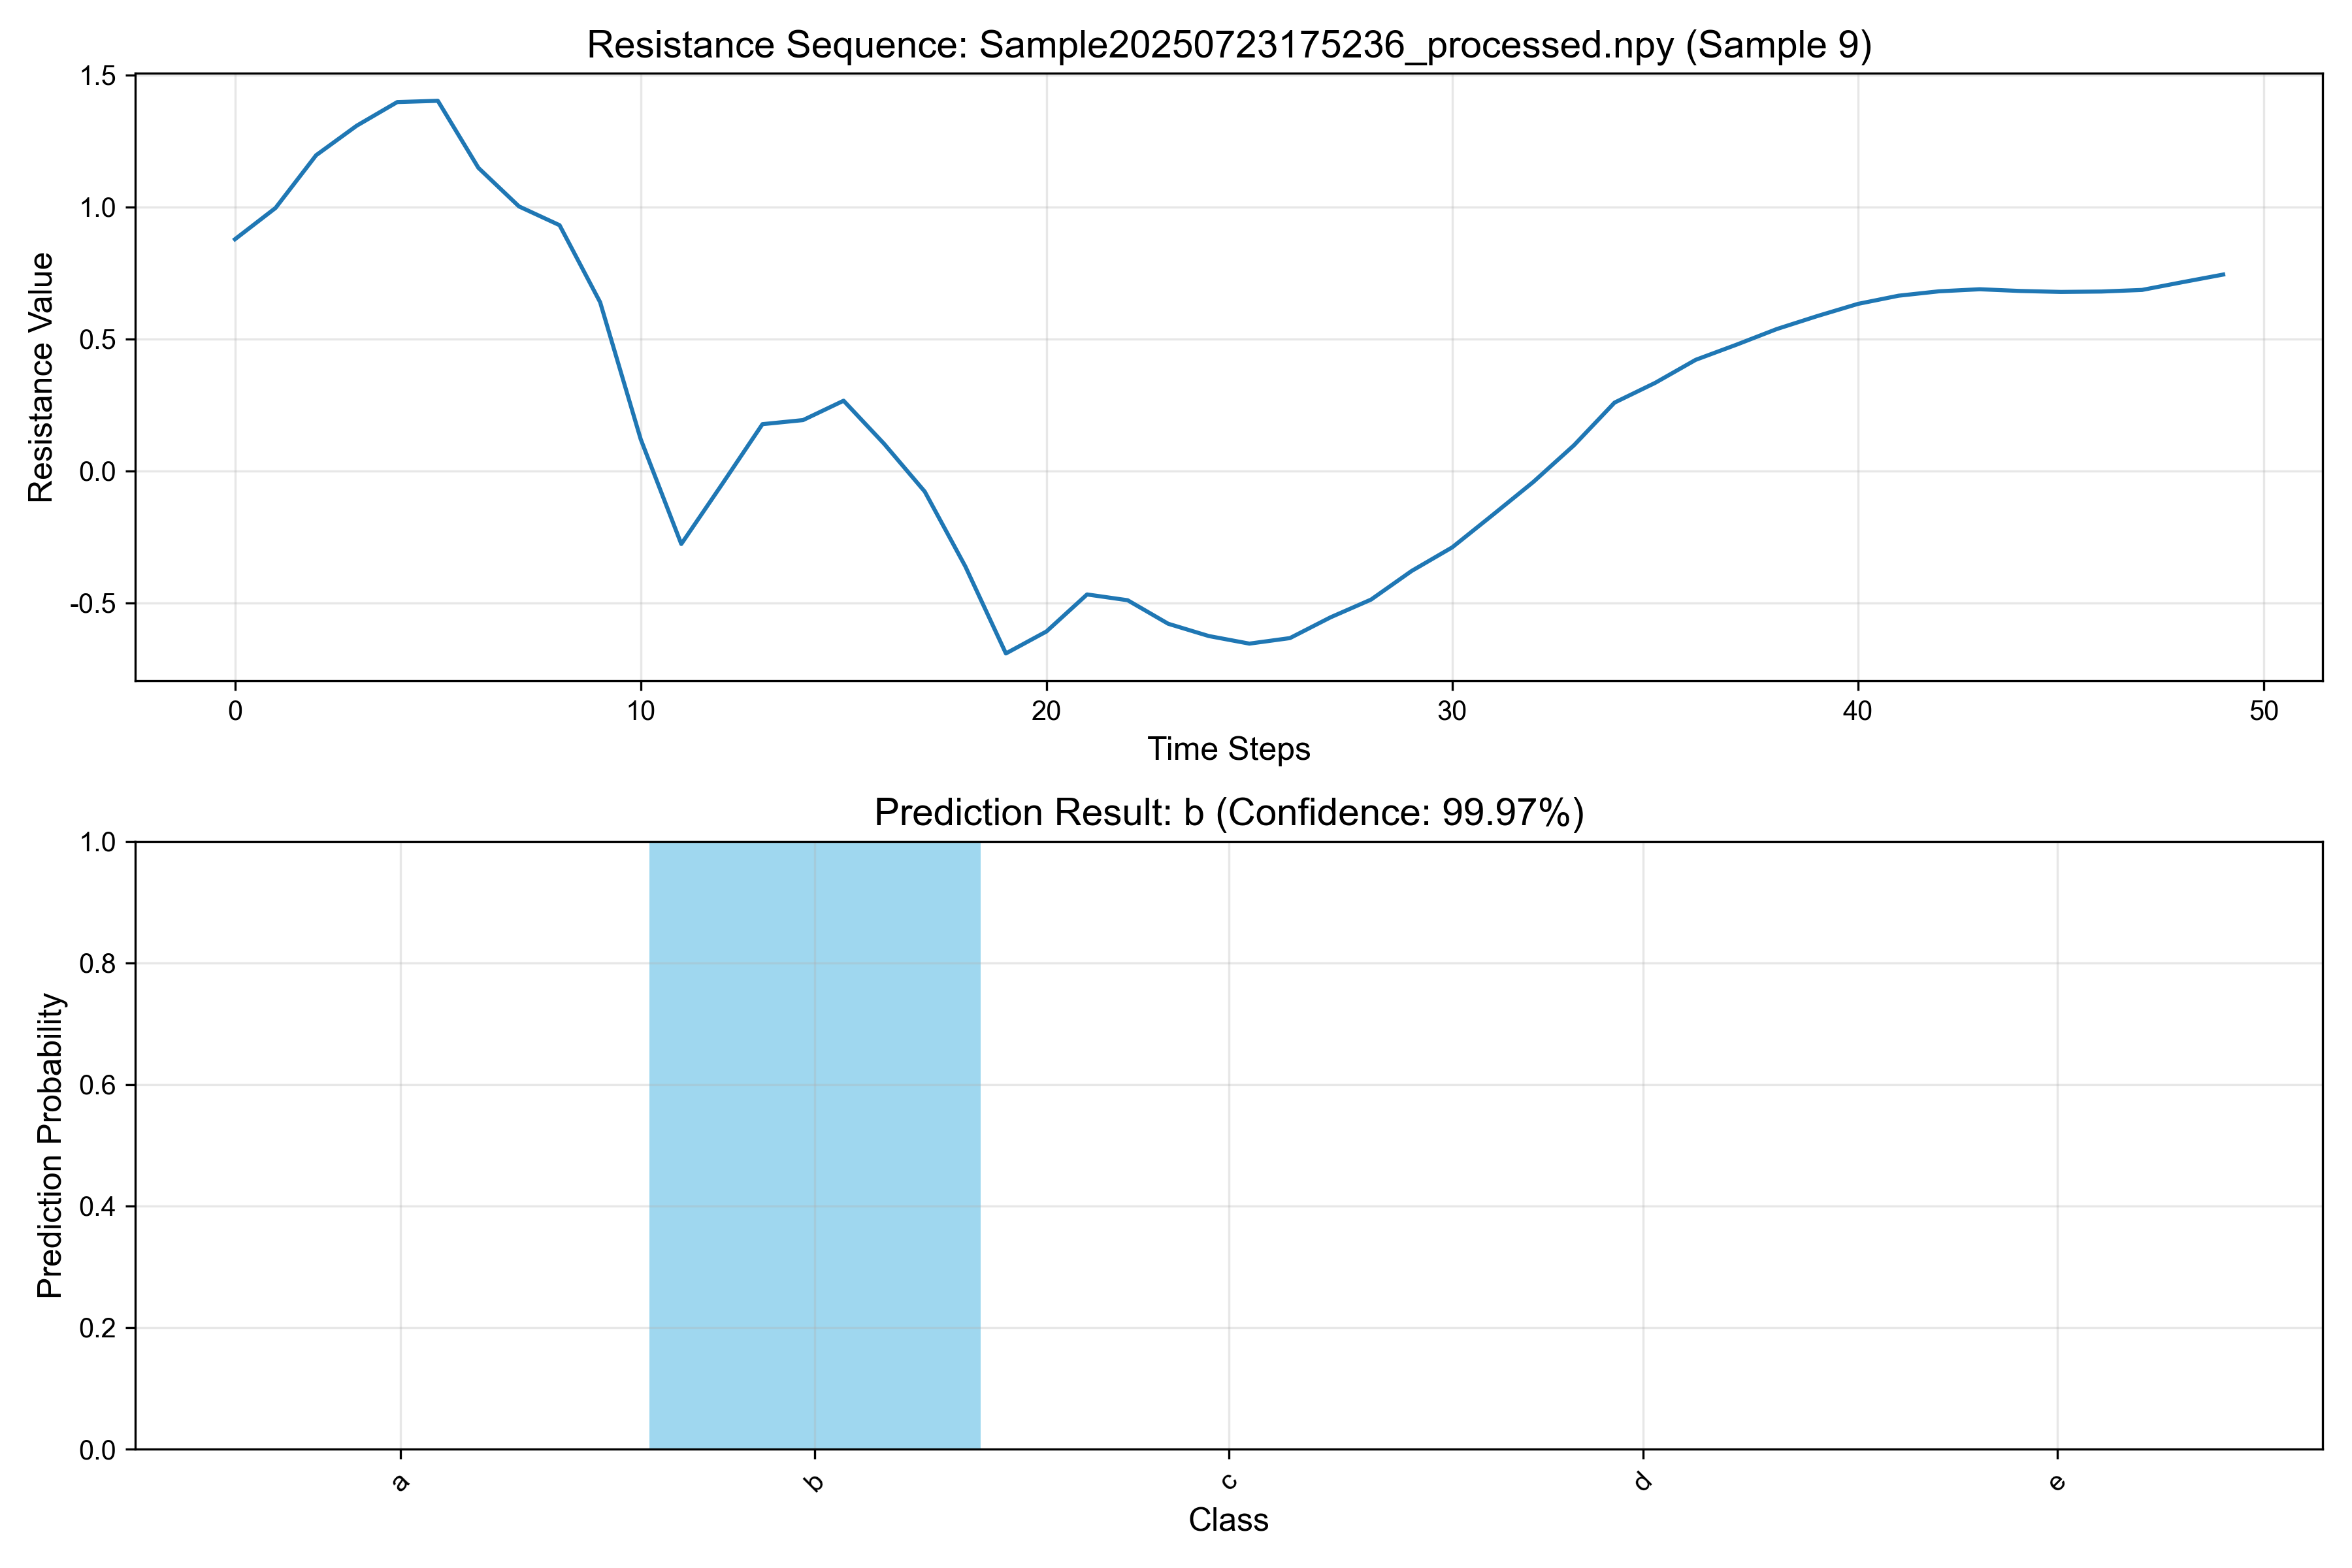 Resistance Sequence: Sample20250723175236_processed.npy (Sample 9)
1.5
1.0
0.5
0.0
-0.5
Resistance Value
0 10 20 30 40 50
Time Steps
Prediction Result: b (Confidence: 99.97%)
1.0
0.8
0.6
0.4
0.2
0.0
Prediction Probability
a b c d e
Class